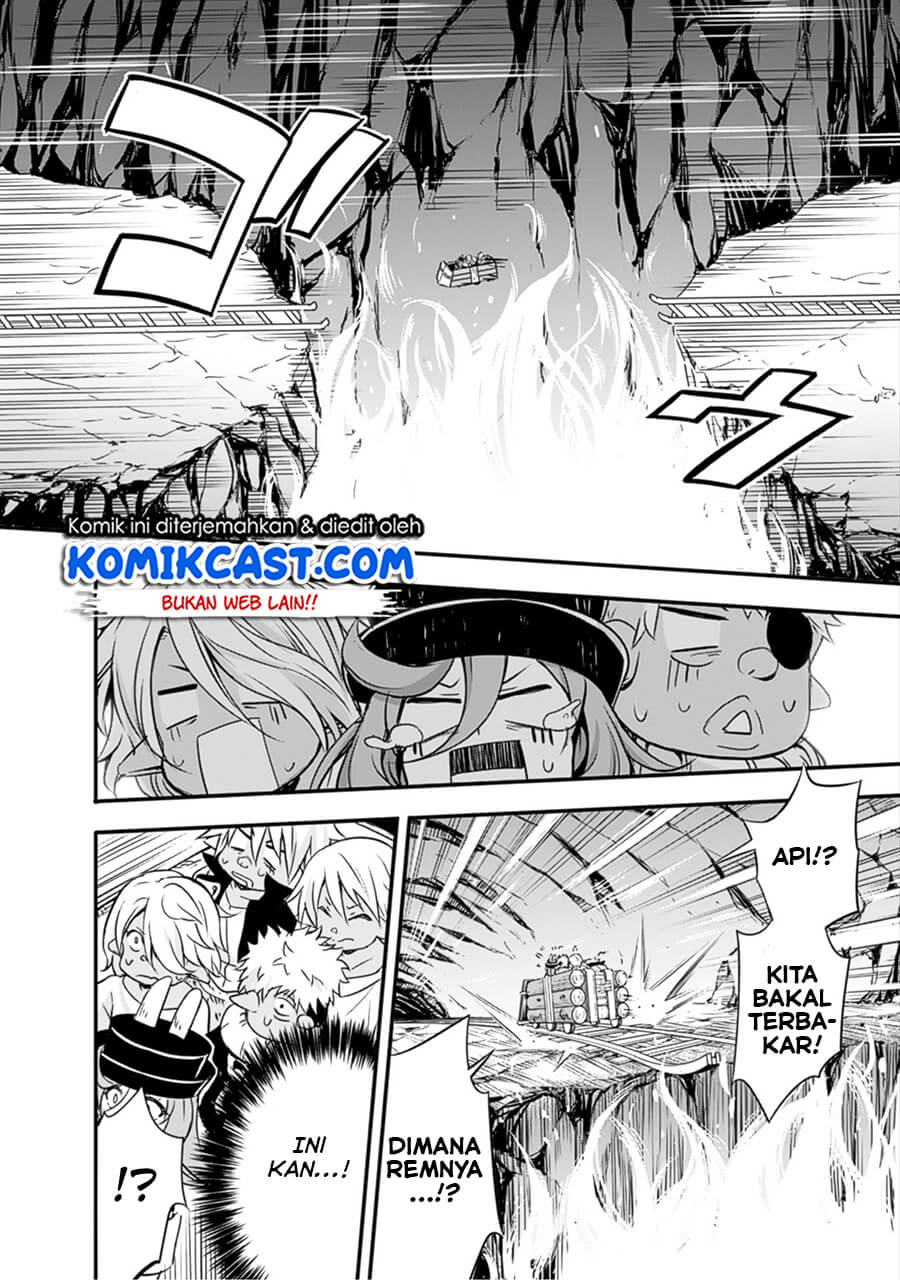 ゴ
ウ
Komik ini diterjemahkan & diedit oleh
KOMIKCAST.COM
BUKAN WEB LAIN!!
API!?
KITA
BAKAL
TERBA-
KAR!
DIMANA
REMNYA
...!?
INI
KAN...!
!?